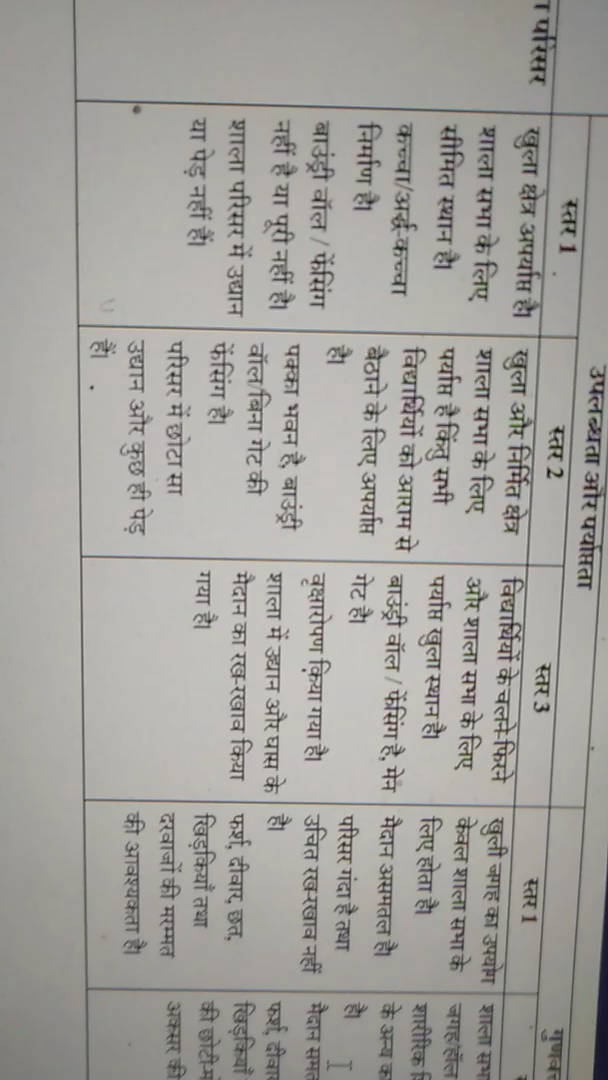 परिसर
उपलब्धता और पर्याप्तता
स्तर 1
खुला क्षेत्र अपर्याप्त है।
शाला सभा के लिए
सीमित स्थान है।
कच्चा/अर्द्ध-कच्चा
निर्माण है।
बाउंड्री वॉल / फेंसिंग
नहीं है या पूरी नहीं है।
शाला परिसर में उद्यान
या पेड़ नहीं हैं।
स्तर 2
खुला और निर्मित क्षेत्र
शाला सभा के लिए
पर्याप्त है किंतु सभी
विद्यार्थियों को आराम से
बैठाने के लिए अपर्याप्त
है।
पक्का भवन है, बाउंड्री
वॉल/बिना गेट की
फेंसिंग है।
परिसर में छोटा सा
उद्यान और कुछ ही पेड़
हैं।
स्तर 3
विद्यार्थियों के चलने-फिरने
और शाला सभा के लिए
पर्याप्त खुला स्थान है।
बाउंड्री वॉल / फेंसिंग है, मेन
गेट है।
वृक्षारोपण किया गया है।
शाला में उद्यान और घास के
मैदान का रख-रखाव किया
गया है।
स्तर 1
खुली जगह का उपयोग
केवल शाला सभा के
लिए होता है।
मैदान असमतल है।
परिसर गंदा है तथा
उचित रख-रखाव नहीं
है।
फर्श, दीवार, छत,
खिड़कियाँ तथा
दरवाजों की मरम्मत
की आवश्यकता है।
शाला सभ
जगह/हॉल
शारीरिक
के अन्य क
है।
मैदान समत
फर्श, दीवार
खिड़कियों
की छोटी-म
अक्सर की